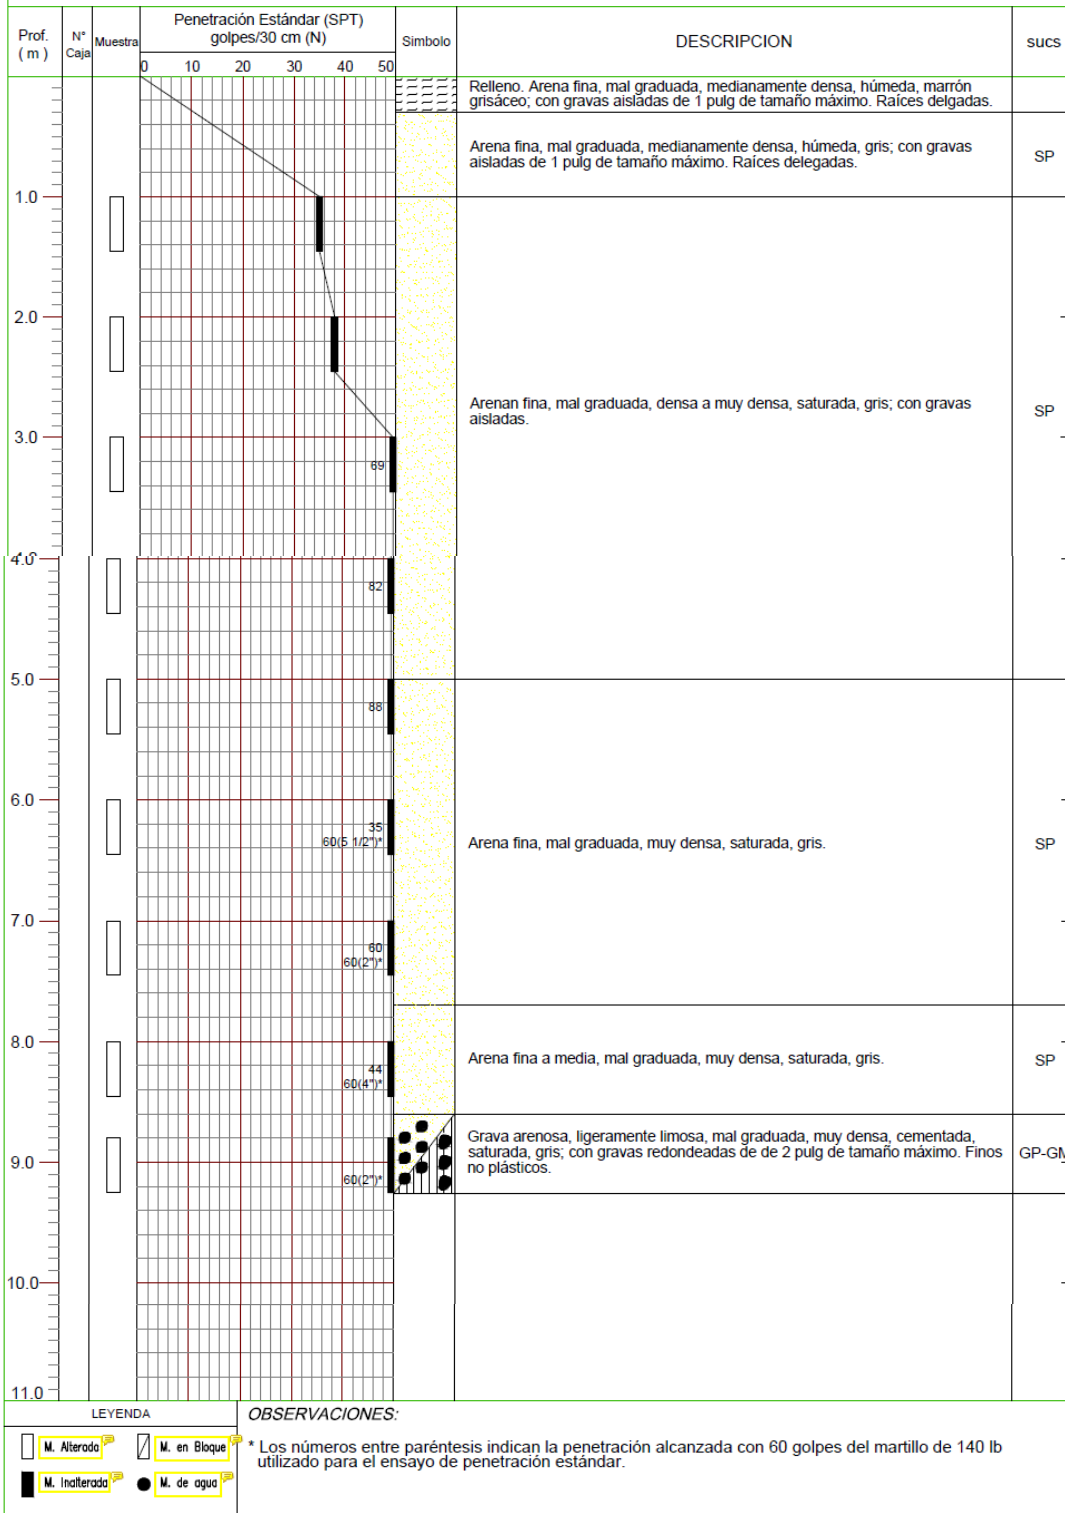 Penetración Estándar (SPT)
golpes/30 cm (N)
Prof.
( m )
N°
Caja
Muestra
Simbolo
DESCRIPCION
sucs
0 10 20 30 40 50
Relleno. Arena fina, mal graduada, medianamente densa, húmeda, marrón
grisáceo; con gravas aisladas de 1 pulg de tamaño máximo. Raíces delgadas.
Arena fina, mal graduada, medianamente densa, húmeda, gris; con gravas
aisladas de 1 pulg de tamaño máximo. Raíces delegadas.
SP
1.0
2.0
Arenan fina, mal graduada, densa a muy densa, saturada, gris; con gravas
aisladas.
SP
3.0
69
4.0
82
5.0
88
6.0
35
60(5 1/2")*
Arena fina, mal graduada, muy densa, saturada, gris.
SP
7.0
60
60(2")*
8.0
Arena fina a media, mal graduada, muy densa, saturada, gris.
SP
44
60(4")*
Grava arenosa, ligeramente limosa, mal graduada, muy densa, cementada,
saturada, gris; con gravas redondeadas de de 2 pulg de tamaño máximo. Finos
no plásticos.
GP-GM
9.0
60(2")*
10.0
11.0
LEYENDA
M. Alterada
M. en Bloque
M. Inalterada
M. de agua
OBSERVACIONES:
* Los números entre paréntesis indican la penetración alcanzada con 60 golpes del martillo de 140 lb
utilizado para el ensayo de penetración estándar.